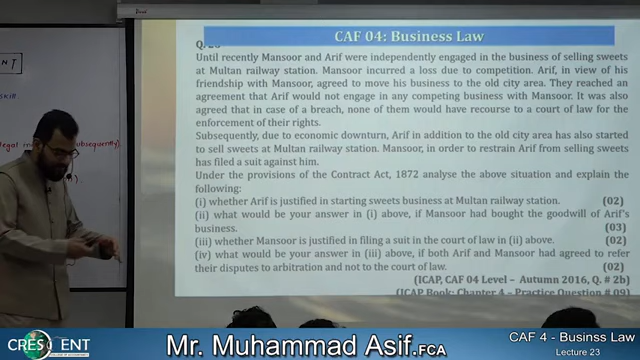 CAF 04: Business Law
Until recently Mansoor and Arif were independently engaged in the business of selling sweets
at Multan railway station. Mansoor incurred a loss due to competition. Arif, in view of his
friendship with Mansoor, agreed to move his business to the old city area. They reached an
agreement that Arif would not engage in any competing business with Mansoor. It was also
agreed that in case of a breach, none of them would have recourse to a court of law for the
enforcement of their rights.
Subsequently, due to economic downturn, Arif in addition to the old city area has also started
to sell sweets at Multan railway station. Mansoor, in order to restrain Arif from selling sweets
has filed a suit against him.
Under the provisions of the Contract Act, 1872 analyse the above situation and explain the
following:
(i) whether Arif is justified in starting sweets business at Multan railway station. (02)
(ii) what would be your answer in (i) above, if Mansoor had bought the goodwill of Arif's
business. (03)
(iii) whether Mansoor is justified in filing a suit in the court of law in (ii) above. (02)
(iv) what would be your answer in (iii) above, if both Arif and Mansoor had agreed to refer
their disputes to arbitration and not to the court of law. (02)
(ICAP, CAF 04 Level – Autumn 2016, Q. # 2b)
(ICAP Book: Chapter 4 – Practice Question # 09)
NT
skill
legal
subsequently)
CRESCENT
Mr. Muhammad Asif.FCA
CAF 4 - Businss Law
Lecture 23